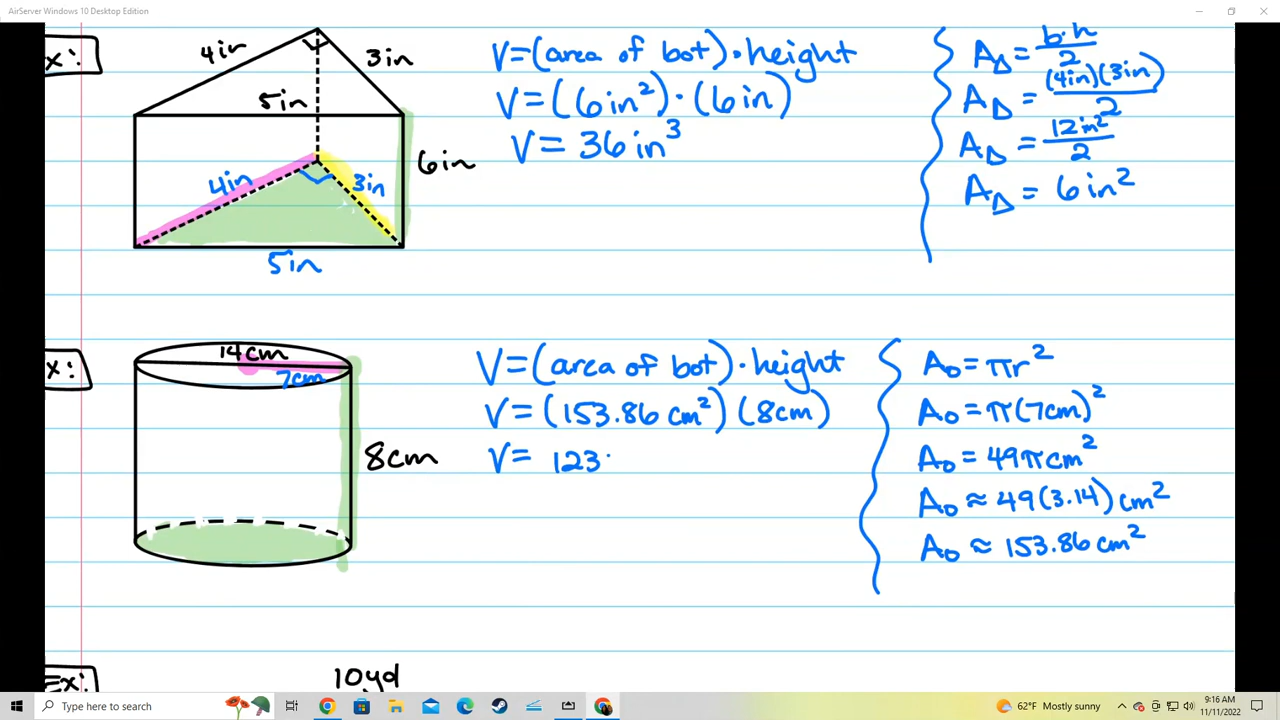 AirServer Windows 10 Desktop Edition
x:
4in
3in
5in
6in
4in
3in
5in
V=(area of bot)·height
V=(6in²)·(6in)
V= 36in³
A△ = b·h/2
A△ = (4in)(3in)/2
A△ = 12in²/2
A△ = 6in²
x:
14cm
7cm
8cm
V=(area of bot)·height
V=(153.86 cm²)(8cm)
V= 123·
A○ = πr²
A○ = π(7cm)²
A○ = 49πcm²
A○ ≈ 49(3.14)cm²
A○ ≈ 153.86cm²
Ex:
10yd
Type here to search
62°F Mostly sunny
9:16 AM
11/11/2022